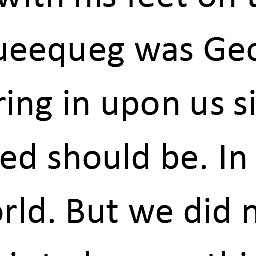 with his feet on
ueequeg was Geo
ring in upon us si
ed should be. In
orld. But we did